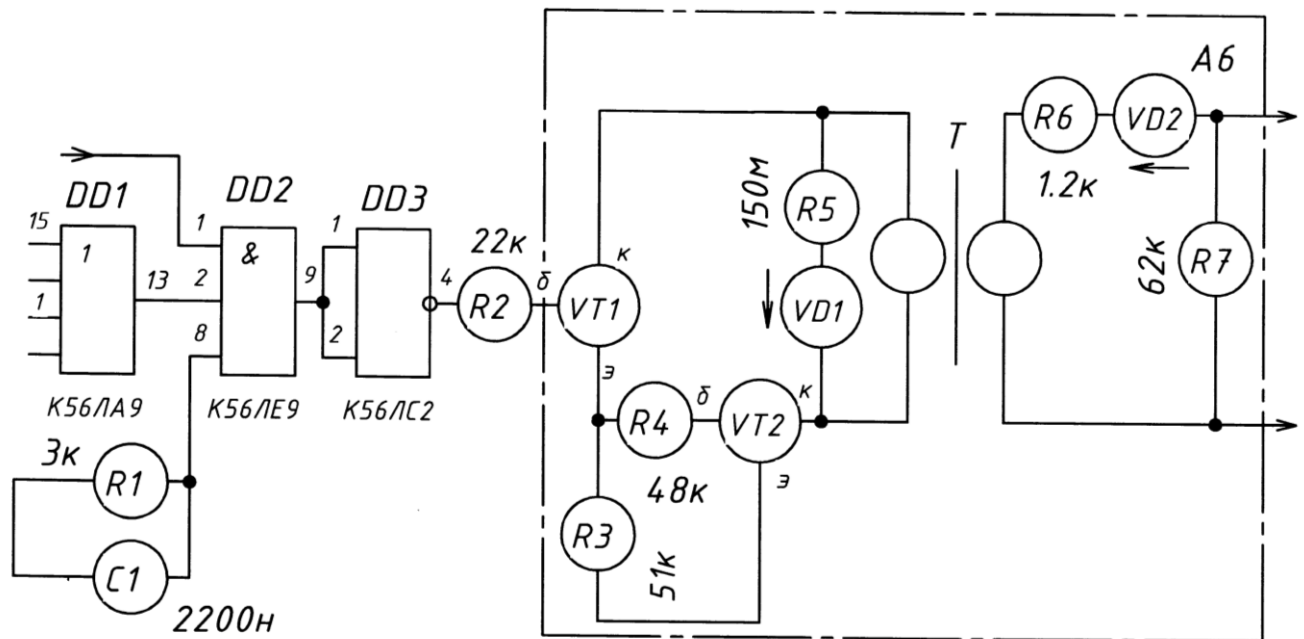 А6
Т
R6
VD2
1.2к
150м
R5
VD1
R7
62к
DD1
DD2
DD3
15
1
1
13
1
2
8
&
9
1
2
4
22к
R2
б
VT1
к
э
К56ЛА9
К56ЛЕ9
К56ЛС2
R4
б
VT2
к
э
48к
3к
R1
R3
51к
C1
2200н